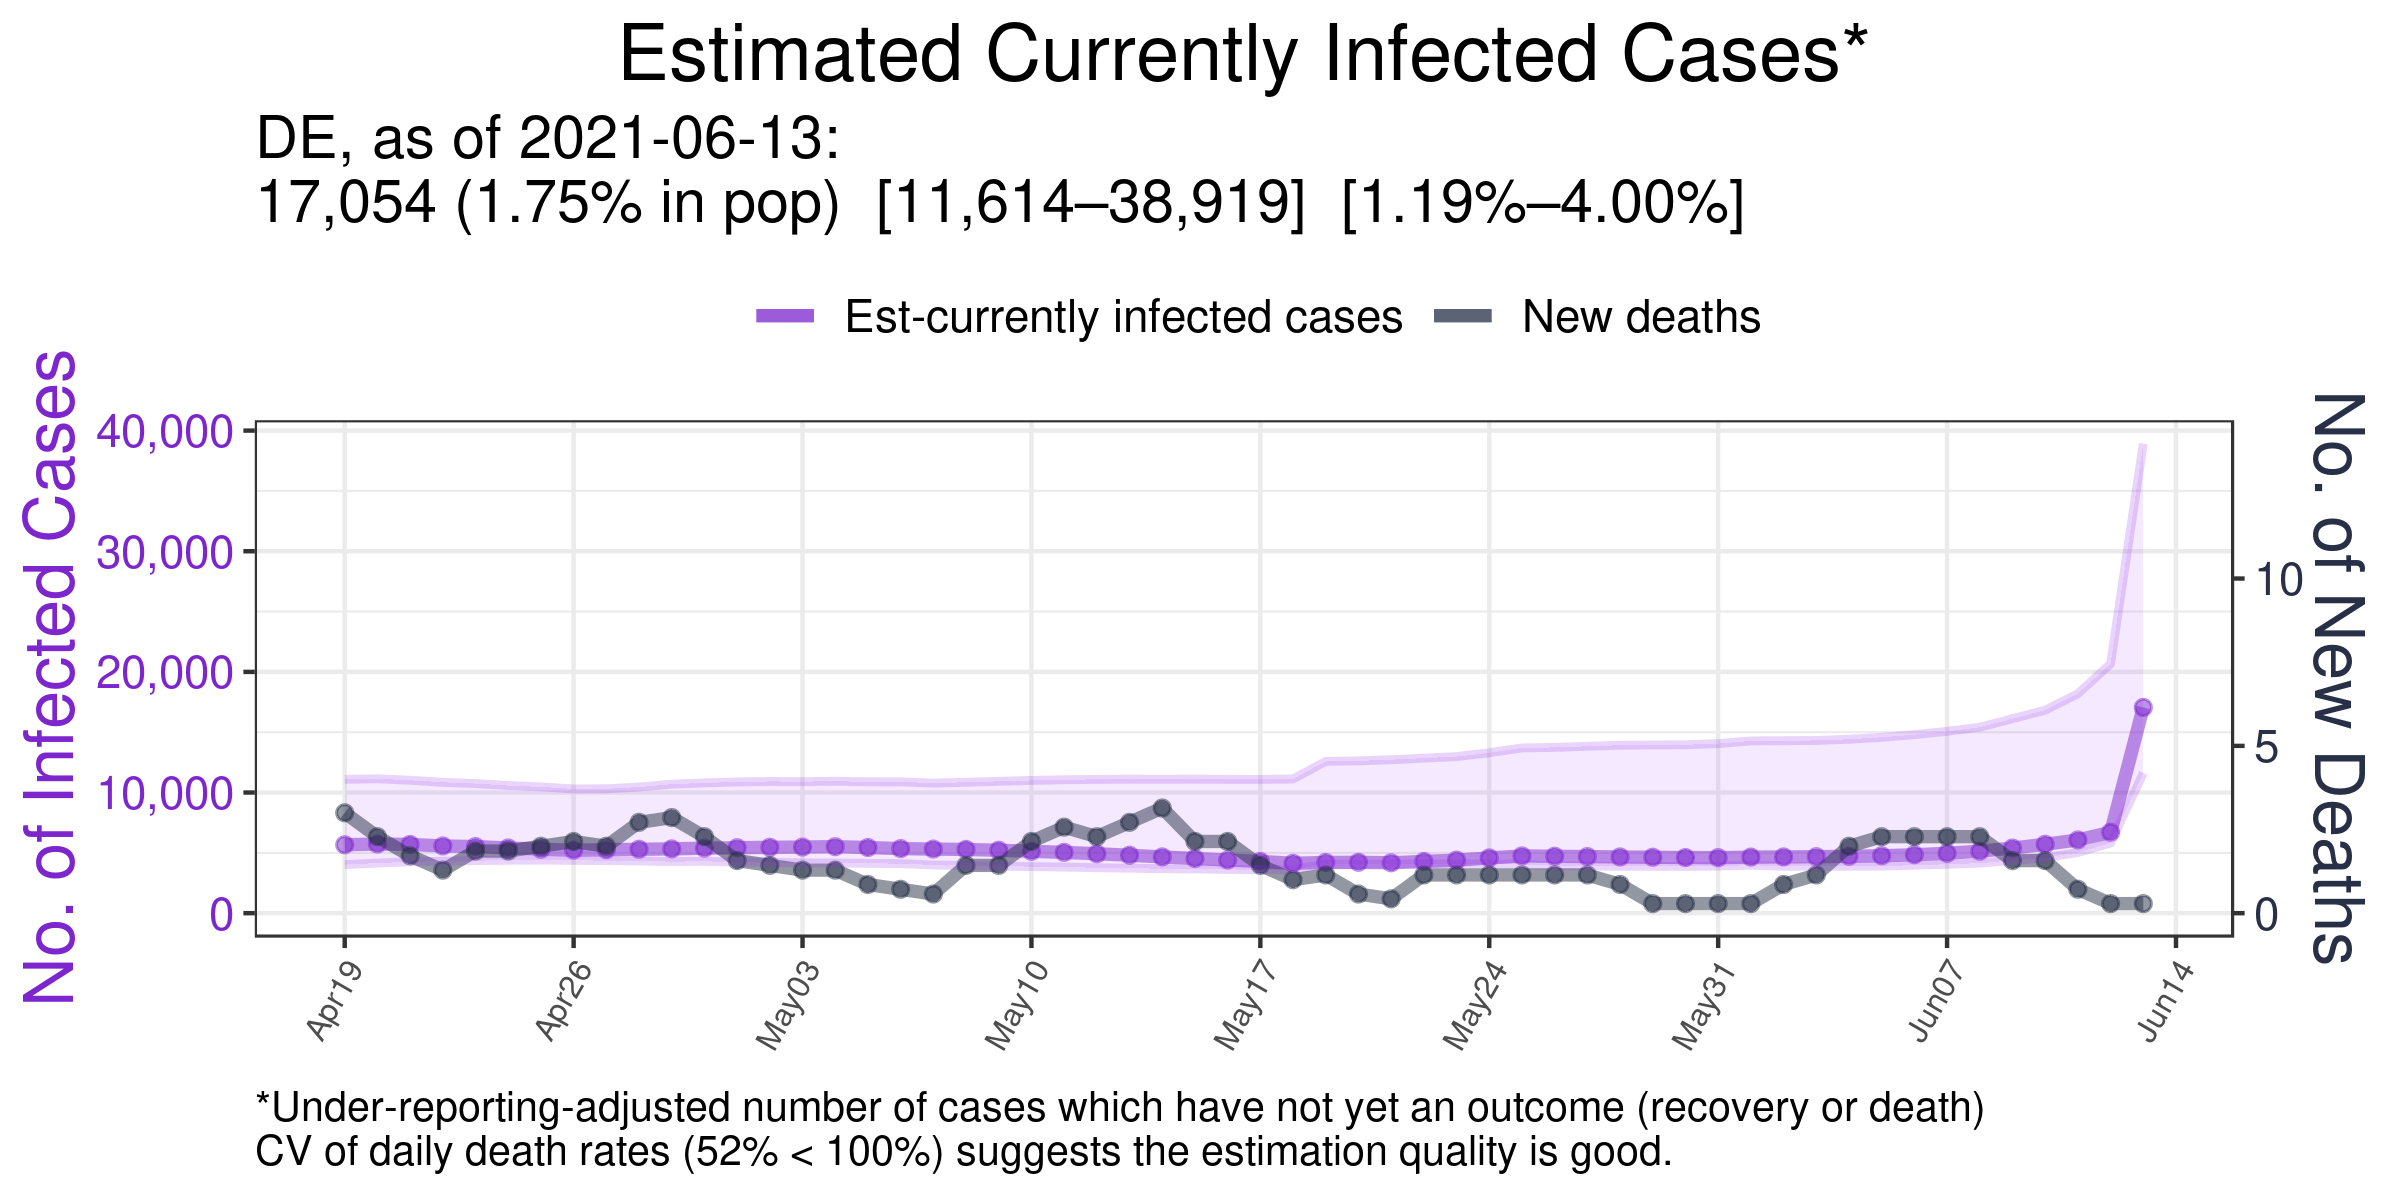 Estimated Currently Infected Cases*
DE, as of 2021-06-13:
17,054 (1.75% in pop)  [11,614–38,919]  [1.19%–4.00%]
Est-currently infected cases
New deaths
No. of Infected Cases
40,000
30,000
20,000
10,000
0
No. of New Deaths
10
5
0
Apr19
Apr26
May03
May10
May17
May24
May31
Jun07
Jun14
*Under-reporting-adjusted number of cases which have not yet an outcome (recovery or death)
CV of daily death rates (52% < 100%) suggests the estimation quality is good.